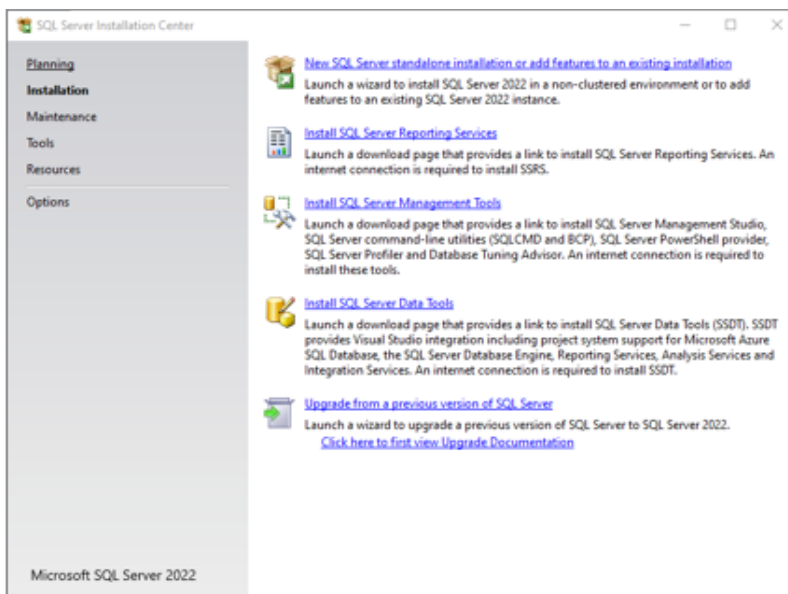 SQL Server Installation Center
Planning
Installation
Maintenance
Tools
Resources
Options
Microsoft SQL Server 2022
New SQL Server standalone installation or add features to an existing installation
Launch a wizard to install SQL Server 2022 in a non-clustered environment or to add
features to an existing SQL Server 2022 instance.
Install SQL Server Reporting Services
Launch a download page that provides a link to install SQL Server Reporting Services. An
internet connection is required to install SSRS.
Install SQL Server Management Tools
Launch a download page that provides a link to install SQL Server Management Studio,
SQL Server command-line utilities (SQLCMD and BCP), SQL Server PowerShell provider,
SQL Server Profiler and Database Tuning Advisor. An internet connection is required to
install these tools.
Install SQL Server Data Tools
Launch a download page that provides a link to install SQL Server Data Tools (SSDT). SSDT
provides Visual Studio integration including project system support for Microsoft Azure
SQL Database, the SQL Server Database Engine, Reporting Services, Analysis Services and
Integration Services. An internet connection is required to install SSDT.
Upgrade from a previous version of SQL Server
Launch a wizard to upgrade a previous version of SQL Server to SQL Server 2022.
Click here to first view Upgrade Documentation